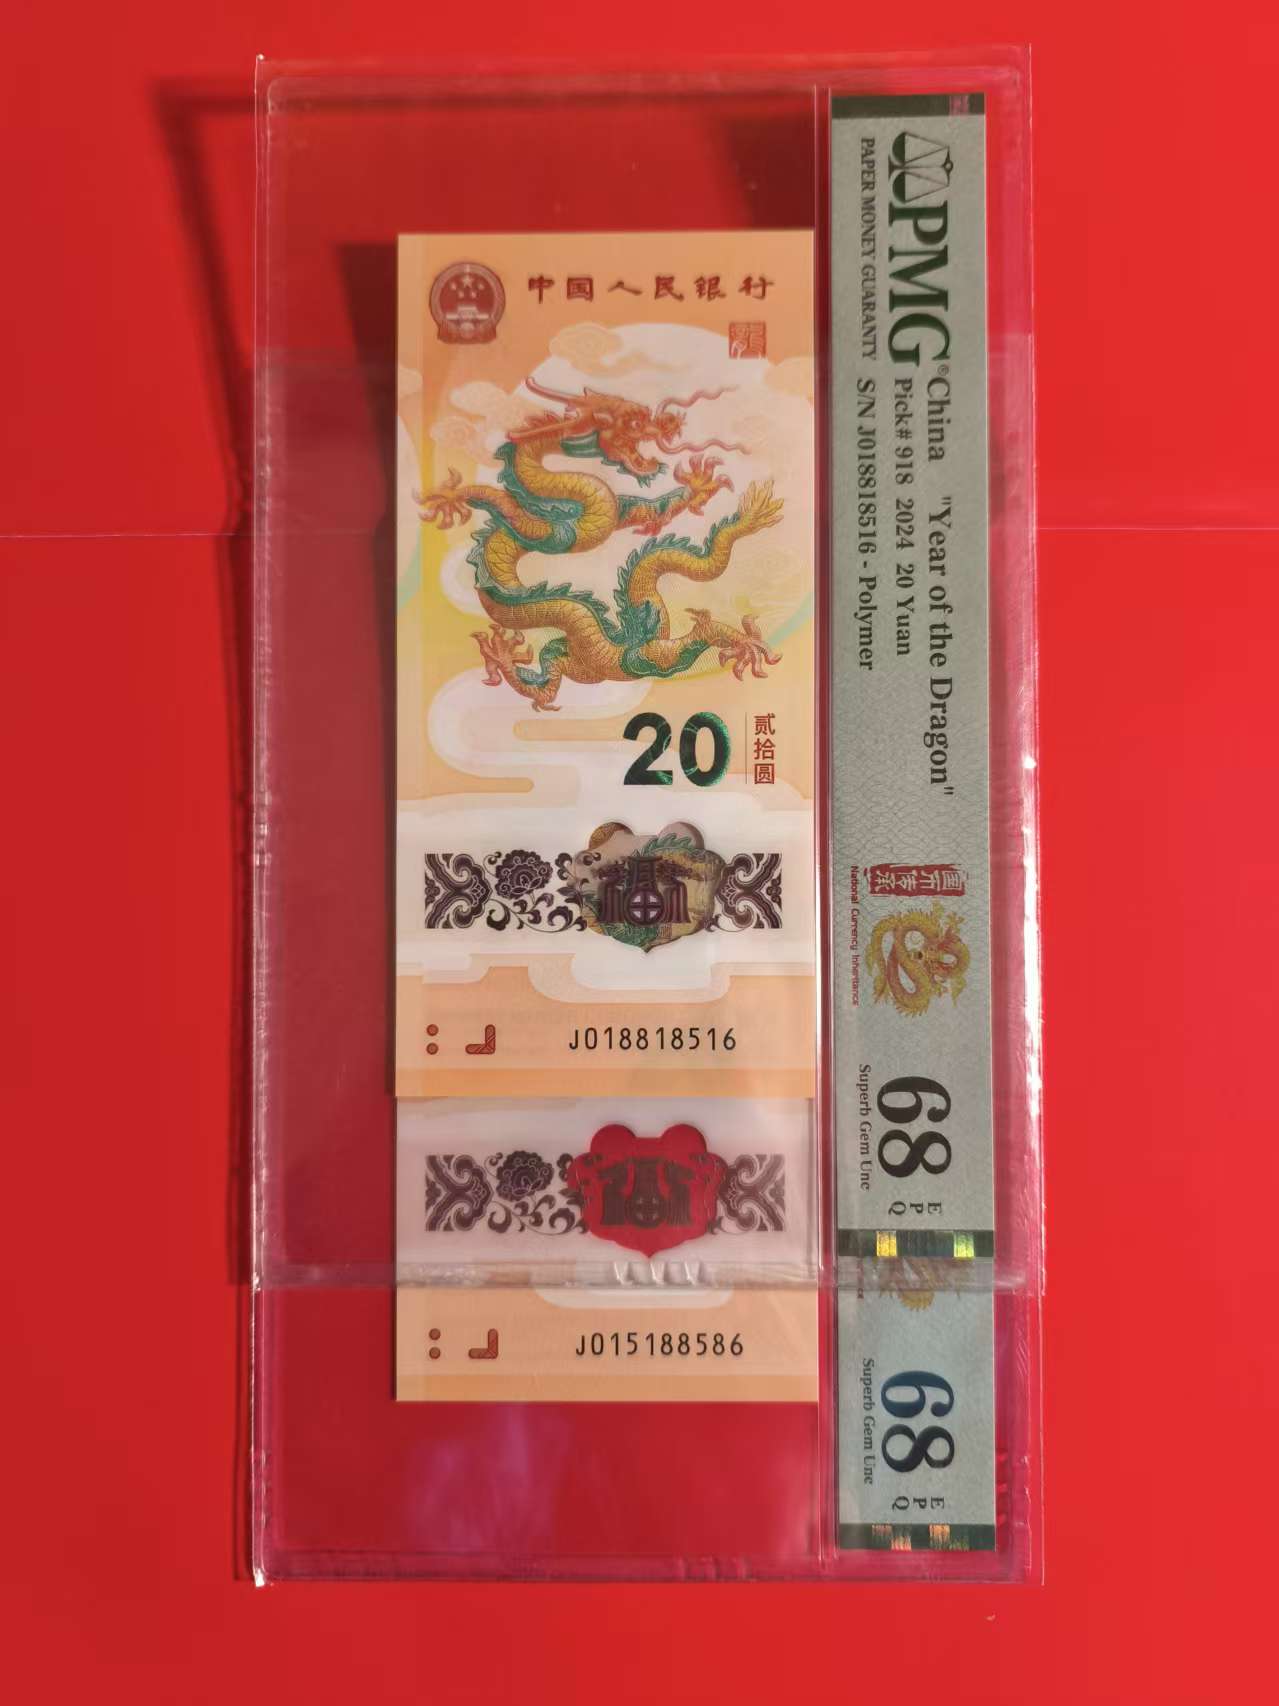 中国人民银行
20
贰拾圆
J018818516
J015188586
PMG
PAPER MONEY GUARANTY
China "Year of the Dragon"
Pick# 918 2024 20 Yuan
S/N J018818516 - Polymer
国币传承
National Currency Inheritance
68 EPQ
Superb Gem Unc
68 EPQ
Superb Gem Unc